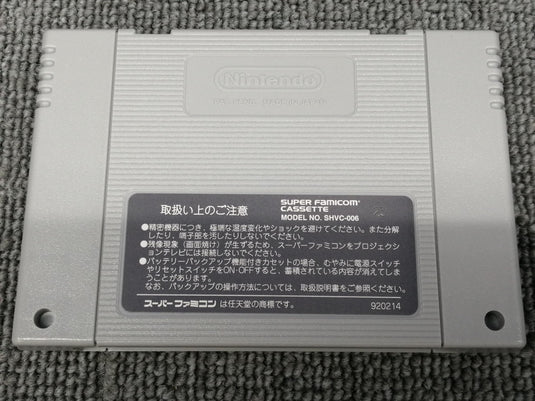 Nintendo
MADE IN JAPAN
取扱い上のご注意
SUPER FAMICOM
CASSETTE
MODEL NO. SHVC-006
●精密機器につき、極端な温度変化やショックを避けてください。また分解
したり、端子部を汚したりしないでください。
●残像現象（画面焼け）が生ずるため、スーパーファミコンをプロジェクション
テレビには接続しないでください。
●バッテリーバックアップ機能付きカセットの場合、むやみに電源スイッチ
やリセットスイッチをON・OFFすると、蓄積されている内容が消えてしま
うことがあります。
なお、バックアップの操作方法については、取扱説明書をご参照ください。
スーパーファミコンは任天堂の商標です。
920214